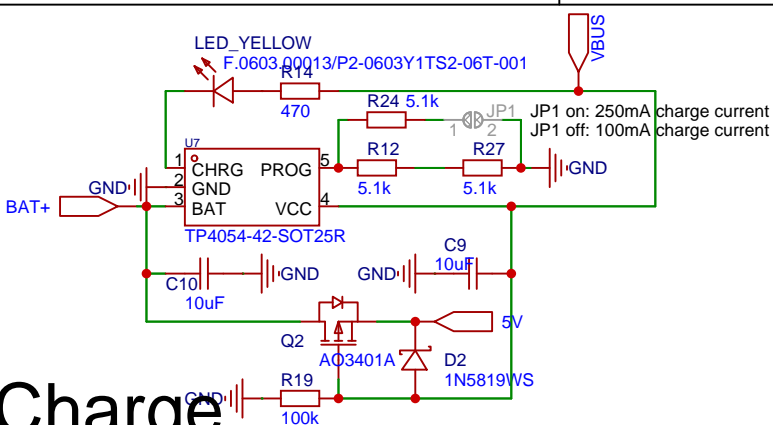 VBUS
LED_YELLOW
F.0603.00013/P2-0603Y1TS2-06T-001
R14
470
R24 5.1k
JP1
1 2
JP1 on: 250mA charge current
JP1 off: 100mA charge current
U7
1 CHRG PROG 5
2 GND
3 BAT VCC 4
TP4054-42-SOT25R
R12
5.1k
R27
5.1k
GND
GND
BAT+
C10
10uF
GND
C9
10uF
GND
Q2
AO3401A
5V
D2
1N5819WS
R19
100k
GND
Charge